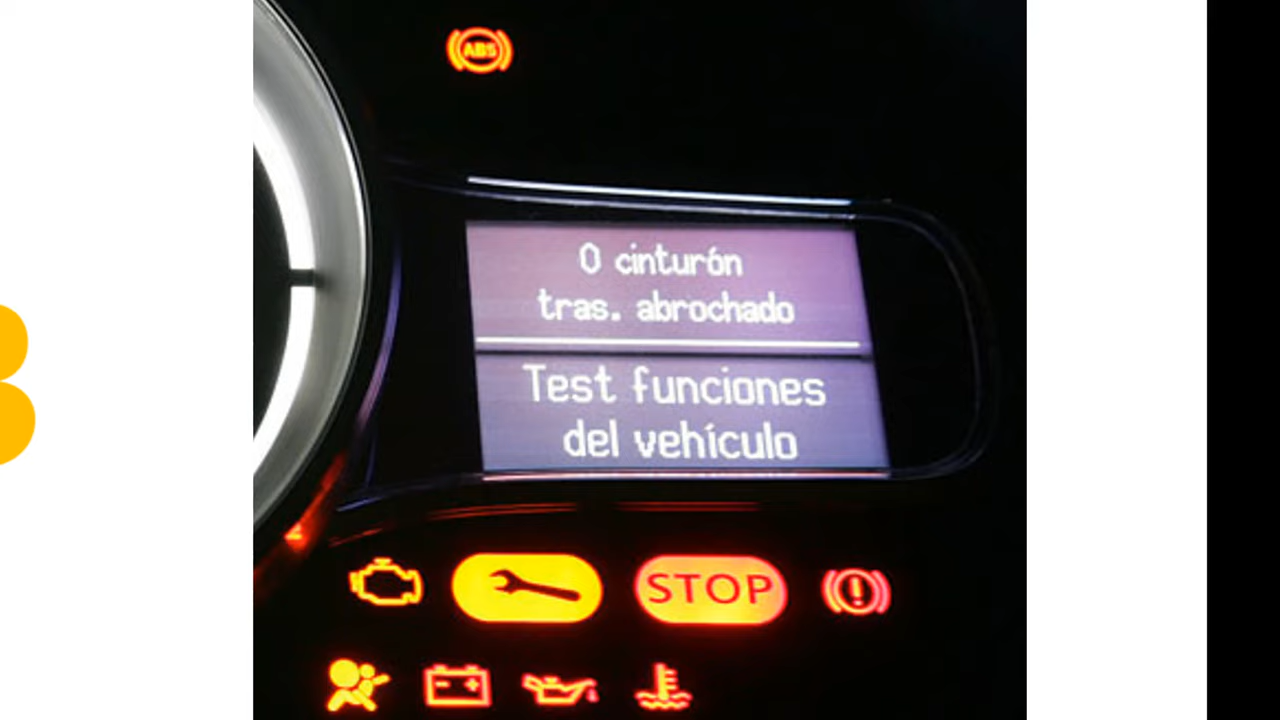 ABS
0 cinturón
tras. abrochado
Test funciones
del vehículo
STOP